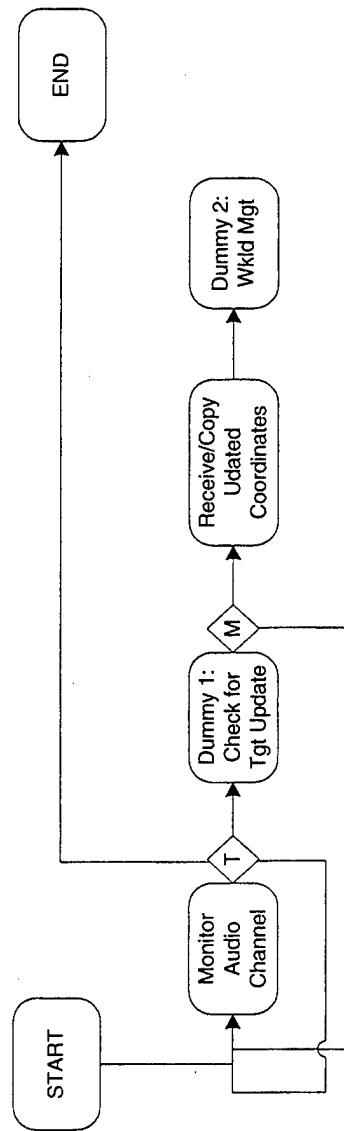 START
Monitor
Audio
Channel
T
Dummy 1:
Check for
Tgt Update
M
Receive/Copy
Udated
Coordinates
Dummy 2:
Wkld Mgt
END